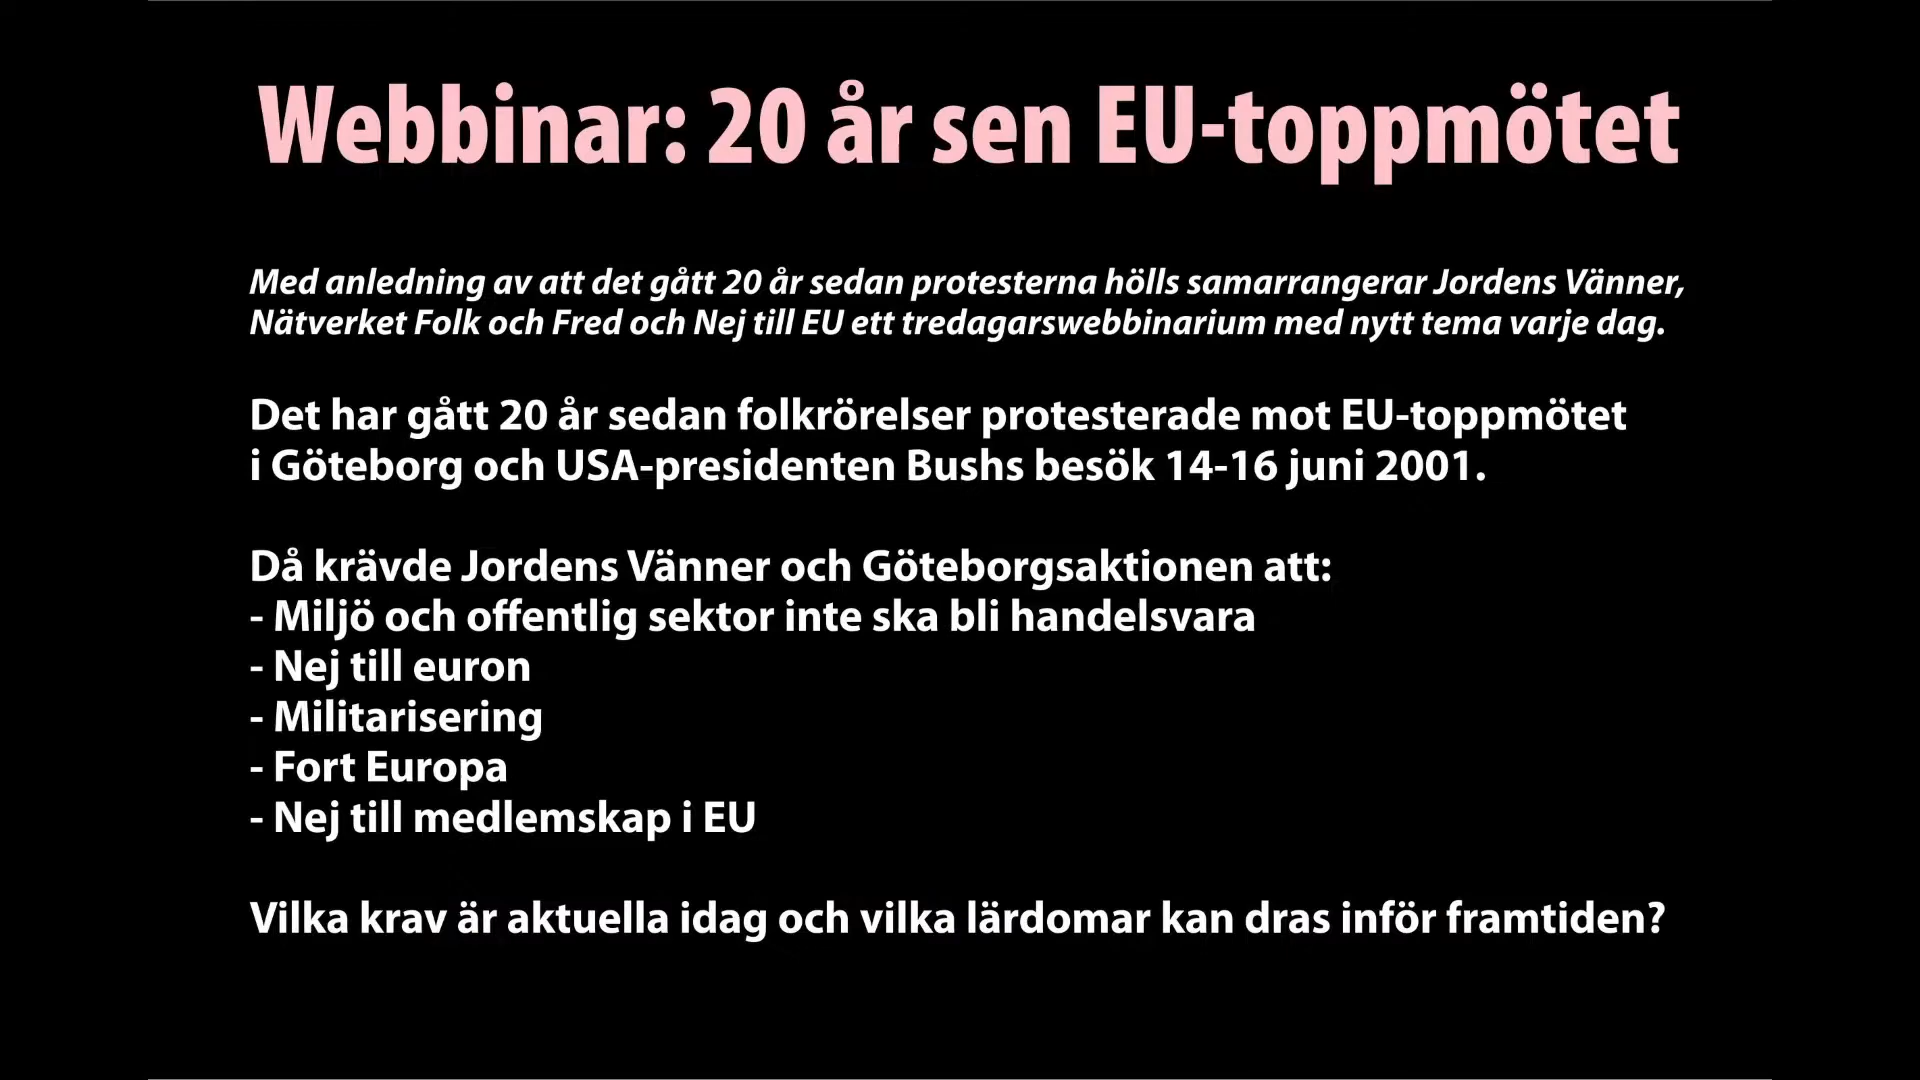 Webbinar: 20 år sen EU-toppmötet
Med anledning av att det gått 20 år sedan protesterna hölls samarrangerar Jordens Vänner,
Nätverket Folk och Fred och Nej till EU ett tredagarswebbinarium med nytt tema varje dag.
Det har gått 20 år sedan folkrörelser protesterade mot EU-toppmötet
i Göteborg och USA-presidenten Bushs besök 14-16 juni 2001.
Då krävde Jordens Vänner och Göteborgsaktionen att:
- Miljö och offentlig sektor inte ska bli handelsvara
- Nej till euron
- Militarisering
- Fort Europa
- Nej till medlemskap i EU
Vilka krav är aktuella idag och vilka lärdomar kan dras inför framtiden?